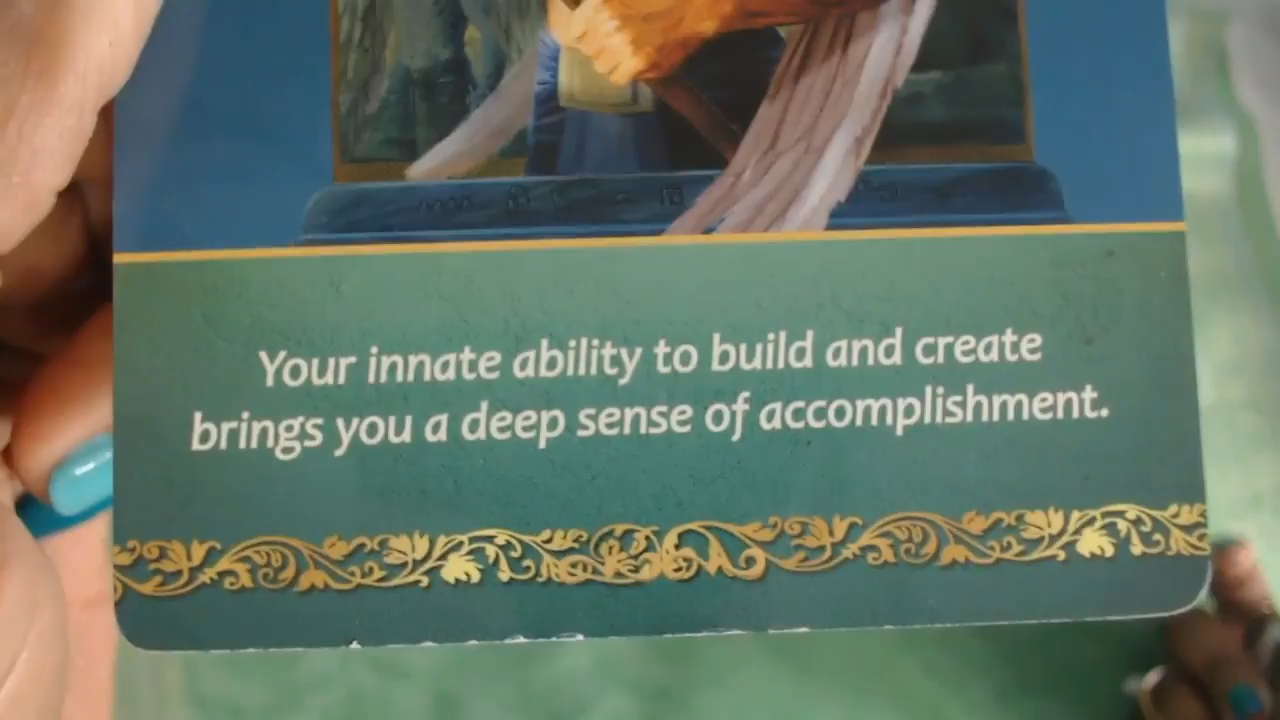 Your innate ability to build and create
brings you a deep sense of accomplishment.